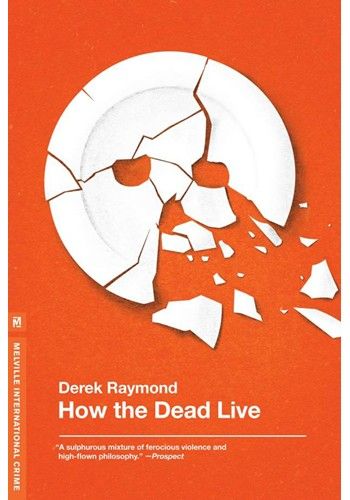 Derek Raymond
How the Dead Live
"A sulphurous mixture of ferocious violence and
high-flown philosophy." —Prospect
M
MELVILLE INTERNATIONAL CRIME